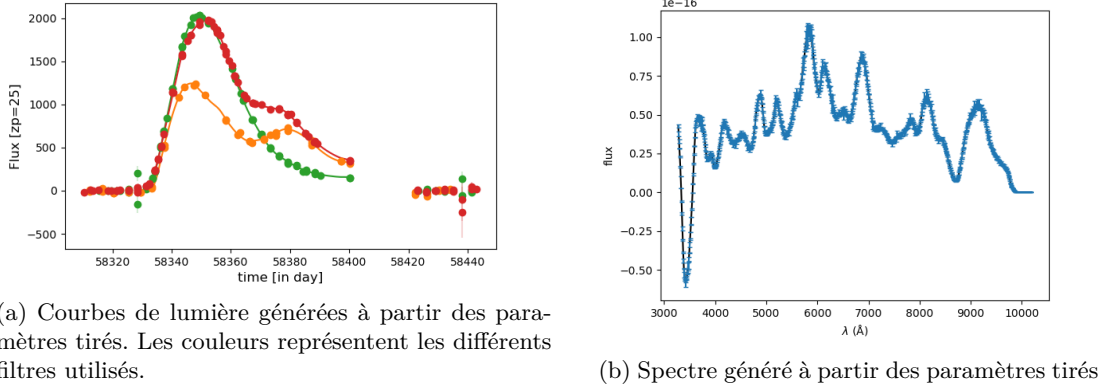 1e−16
2000
1500
1000
500
0
−500
Flux [zp=25]
58320 58340 58360 58380 58400 58420 58440
time [in day]
1.00
0.75
0.50
0.25
0.00
−0.25
−0.50
flux
3000 4000 5000 6000 7000 8000 9000 10000
λ (Å)
(a) Courbes de lumière générées à partir des para-
mètres tirés. Les couleurs représentent les différents
filtres utilisés.
(b) Spectre généré à partir des paramètres tirés